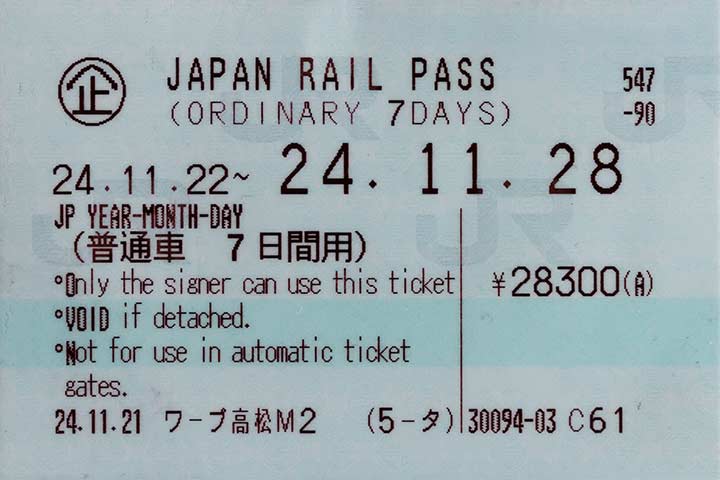 企 JAPAN RAIL PASS 547
(ORDINARY 7DAYS) -90
24.11.22~ 24.11.28
JP YEAR-MONTH-DAY
(普通車 7日間用)
°Only the signer can use this ticket ¥28300(A)
°VOID if detached.
°Not for use in automatic ticket
gates.
24.11.21 ワープ高松M2 (5-タ) 30094-03 C61